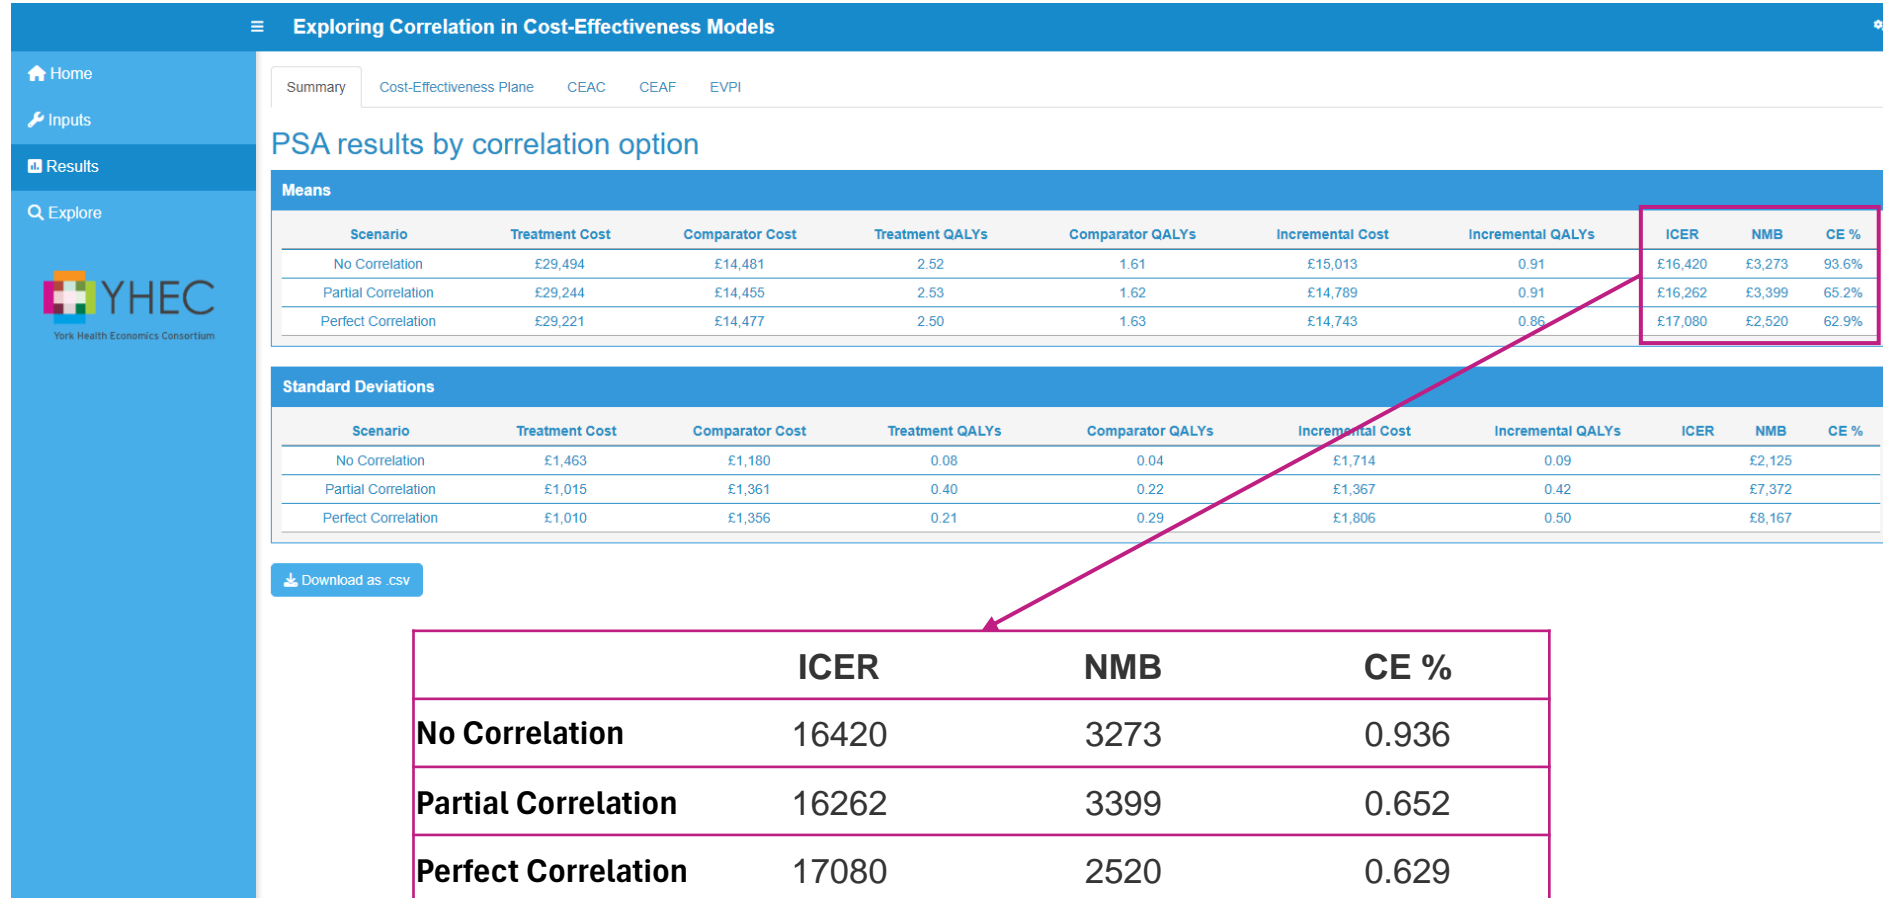 Exploring Correlation in Cost-Effectiveness Models
Home
Inputs
Results
Explore
YHEC
York Health Economics Consortium
Summary Cost-Effectiveness Plane CEAC CEAF EVPI
PSA results by correlation option
Means
Scenario Treatment Cost Comparator Cost Treatment QALYs Comparator QALYs Incremental Cost Incremental QALYs ICER NMB CE %
No Correlation £29,494 £14,481 2.52 1.61 £15,013 0.91 £16,420 £3,273 93.6%
Partial Correlation £29,244 £14,455 2.53 1.62 £14,789 0.91 £16,262 £3,399 65.2%
Perfect Correlation £29,221 £14,477 2.50 1.63 £14,743 0.86 £17,080 £2,520 62.9%
Standard Deviations
Scenario Treatment Cost Comparator Cost Treatment QALYs Comparator QALYs Incremental Cost Incremental QALYs ICER NMB CE %
No Correlation £1,463 £1,180 0.08 0.04 £1,714 0.09 £2,125
Partial Correlation £1,015 £1,361 0.40 0.22 £1,367 0.42 £7,372
Perfect Correlation £1,010 £1,356 0.21 0.29 £1,806 0.50 £8,167
Download as .csv
ICER NMB CE %
No Correlation 16420 3273 0.936
Partial Correlation 16262 3399 0.652
Perfect Correlation 17080 2520 0.629